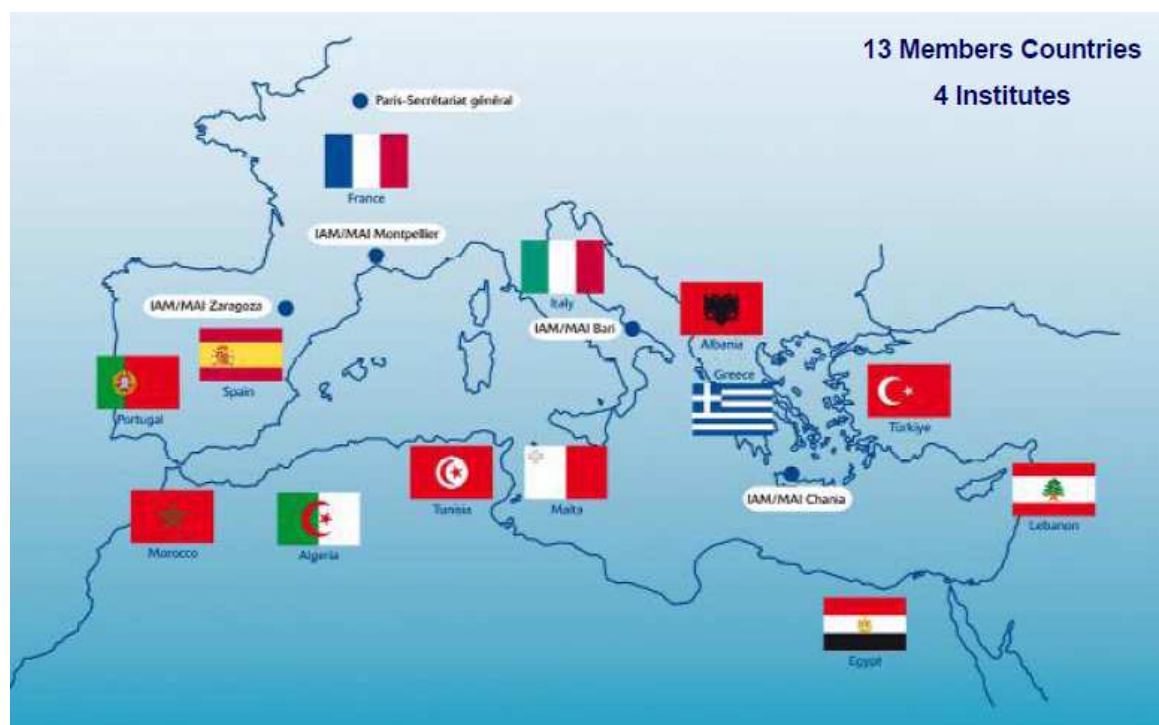 13 Members Countries
4 Institutes
Paris-Secrétariat général
France
IAM/MAI Montpellier
Italy
IAM/MAI Zaragoza
IAM/MAI Bari
Albania
Spain
Greece
Portugal
Türkiye
Tunisia
Malta
IAM/MAI Chania
Lebanon
Morocco
Algeria
Egypt